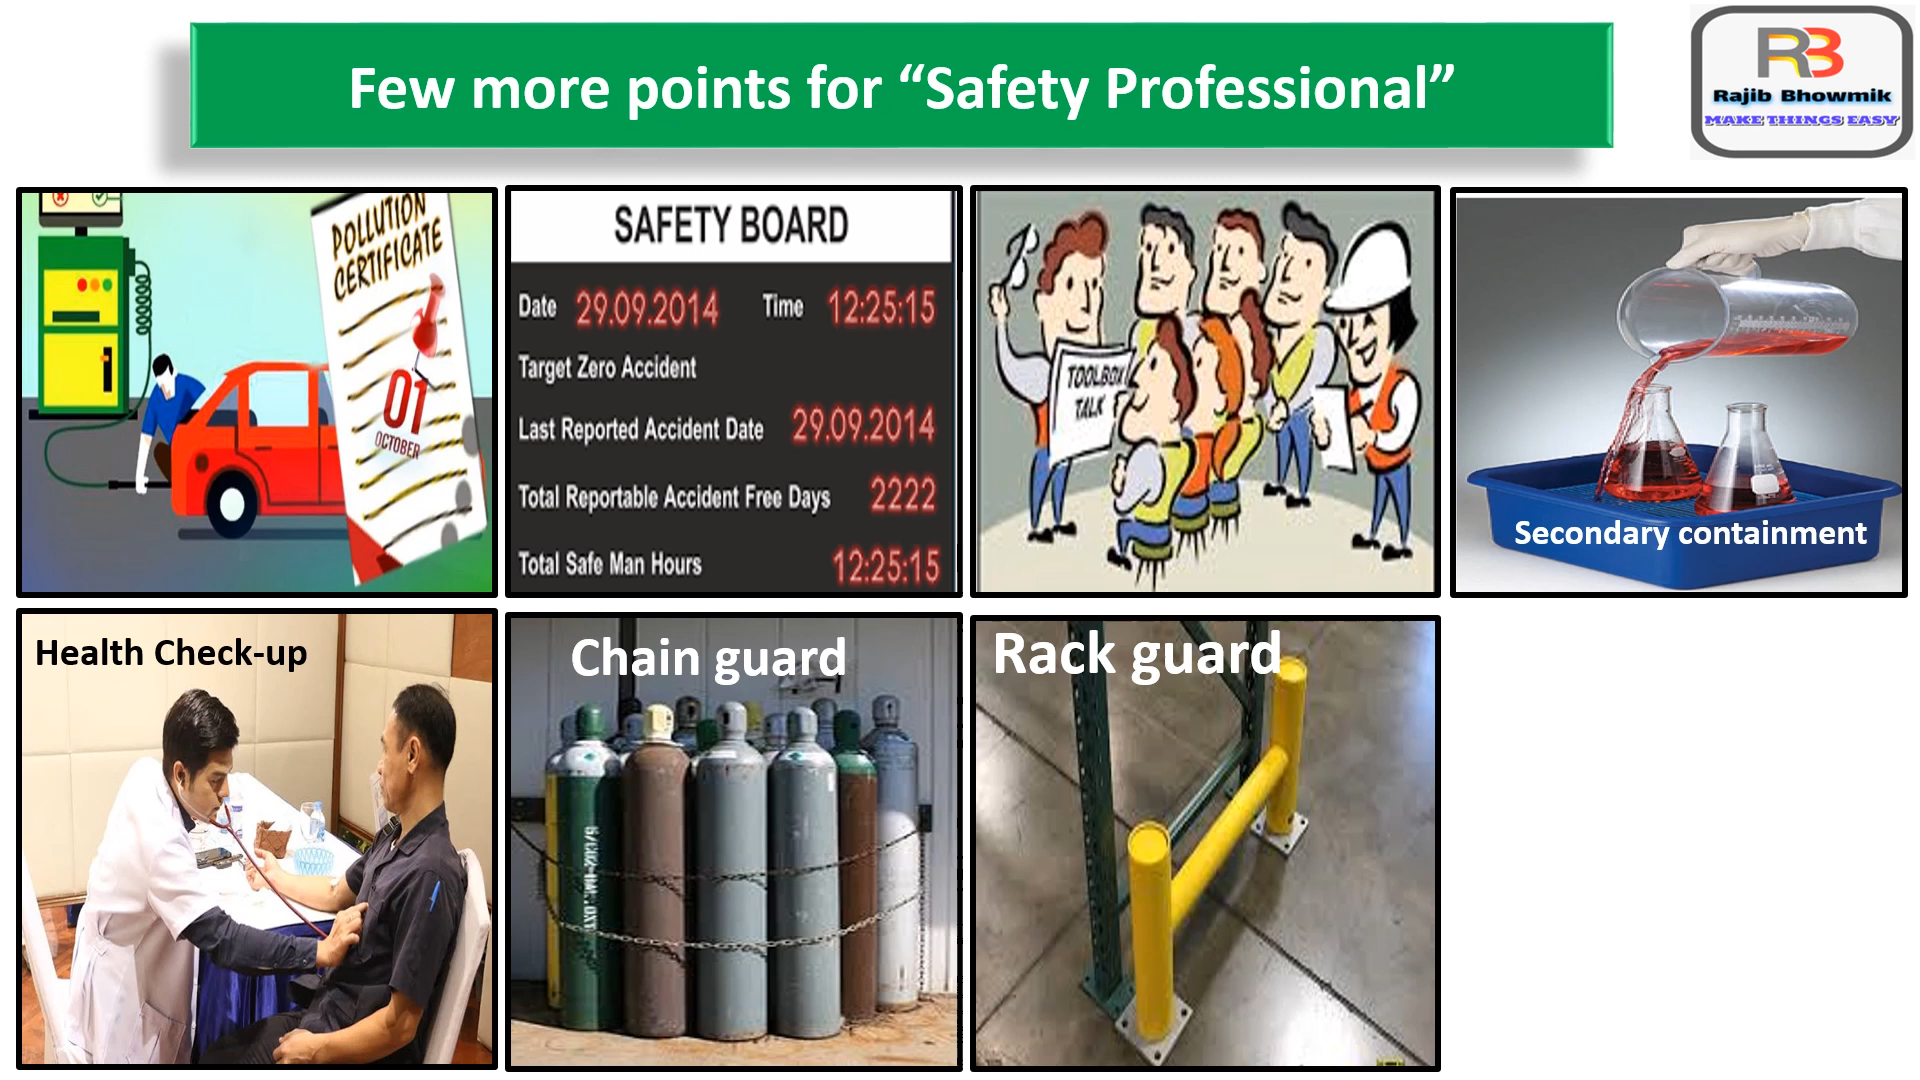 Few more points for “Safety Professional”
RB
Rajib Bhowmik
MAKE THINGS EASY
POLLUTION
CERTIFICATE
01
OCTOBER
SAFETY BOARD
Date 29.09.2014 Time 12:25:15
Target Zero Accident
Last Reported Accident Date 29.09.2014
Total Reportable Accident Free Days 2222
Total Safe Man Hours 12:25:15
TOOLBOX
TALK
Secondary containment
Health Check-up
Chain guard
Rack guard